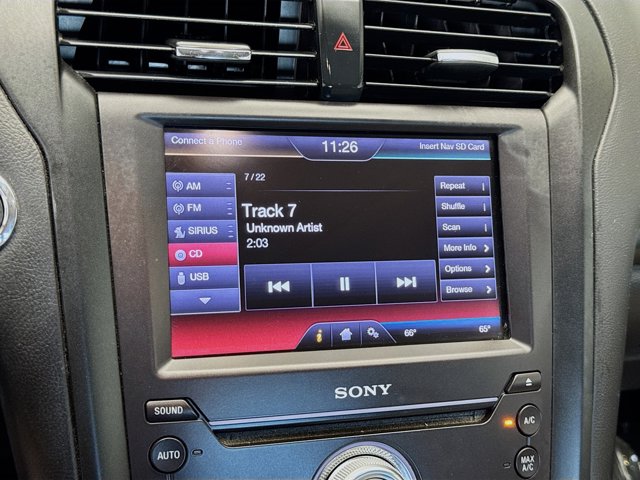 Connect a Phone
11:26
Insert Nav SD Card
7 / 22
AM
FM
SIRIUS
CD
USB
Track 7
Unknown Artist
2:03
Repeat
Shuffle
Scan
More Info
Options
Browse
66°
65°
SONY
SOUND
AUTO
A/C
MAX
A/C